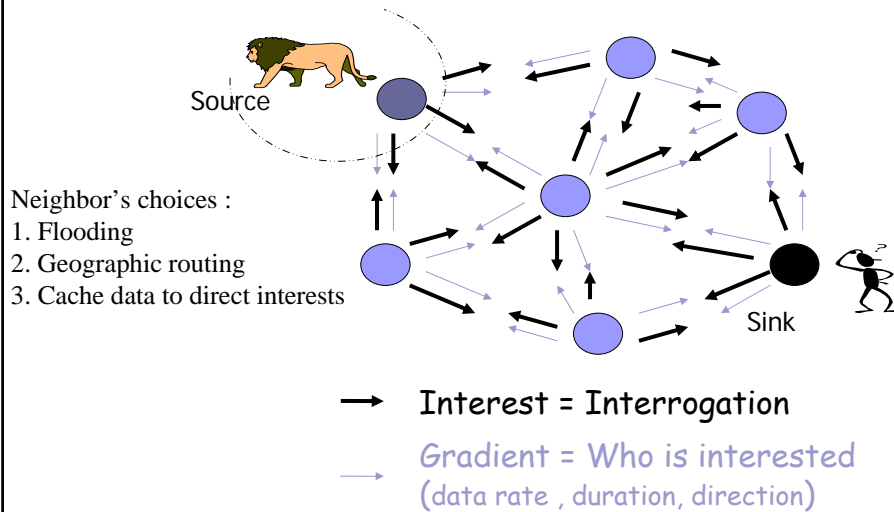 Source
Neighbor's choices :
1. Flooding
2. Geographic routing
3. Cache data to direct interests
?
Sink
Interest = Interrogation
Gradient = Who is interested
(data rate , duration, direction)